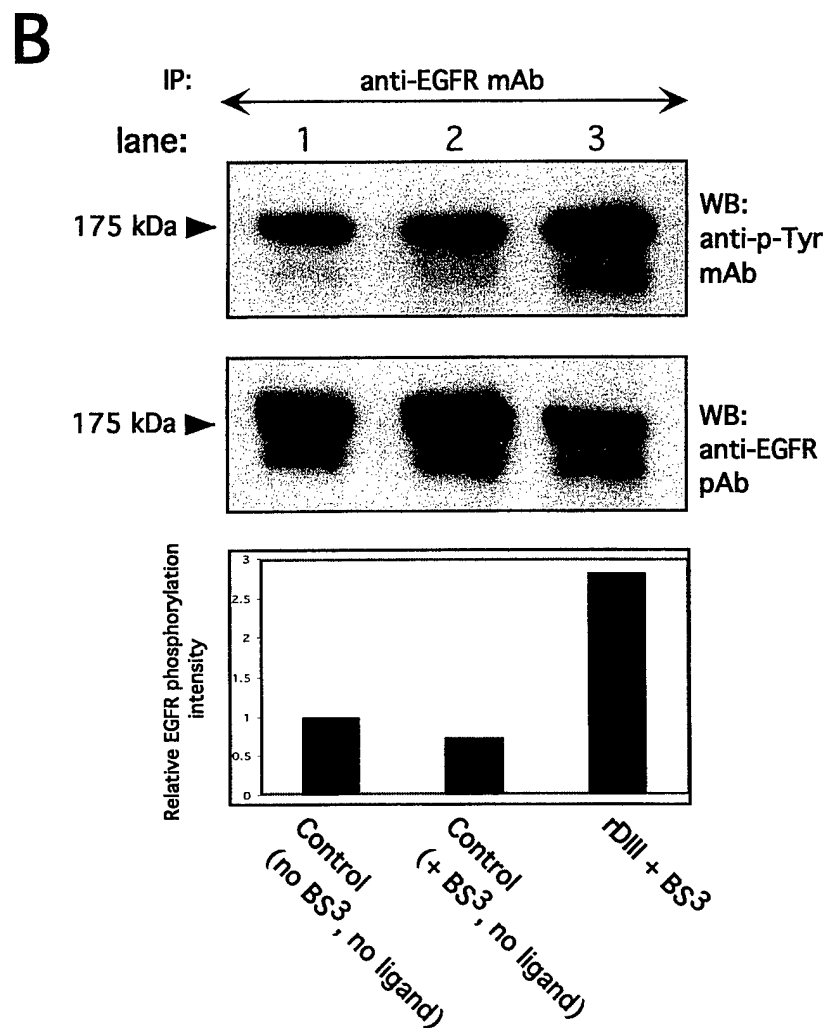 B
IP: anti-EGFR mAb
lane: 1 2 3
175 kDa
WB:
anti-p-Tyr
mAb
175 kDa
WB:
anti-EGFR
pAb
Relative EGFR phosphorylation
intensity
3
2.5
2
1.5
1
0.5
0
Control
(no BS3, no ligand)
Control
(+ BS3, no ligand)
rDIII + BS3